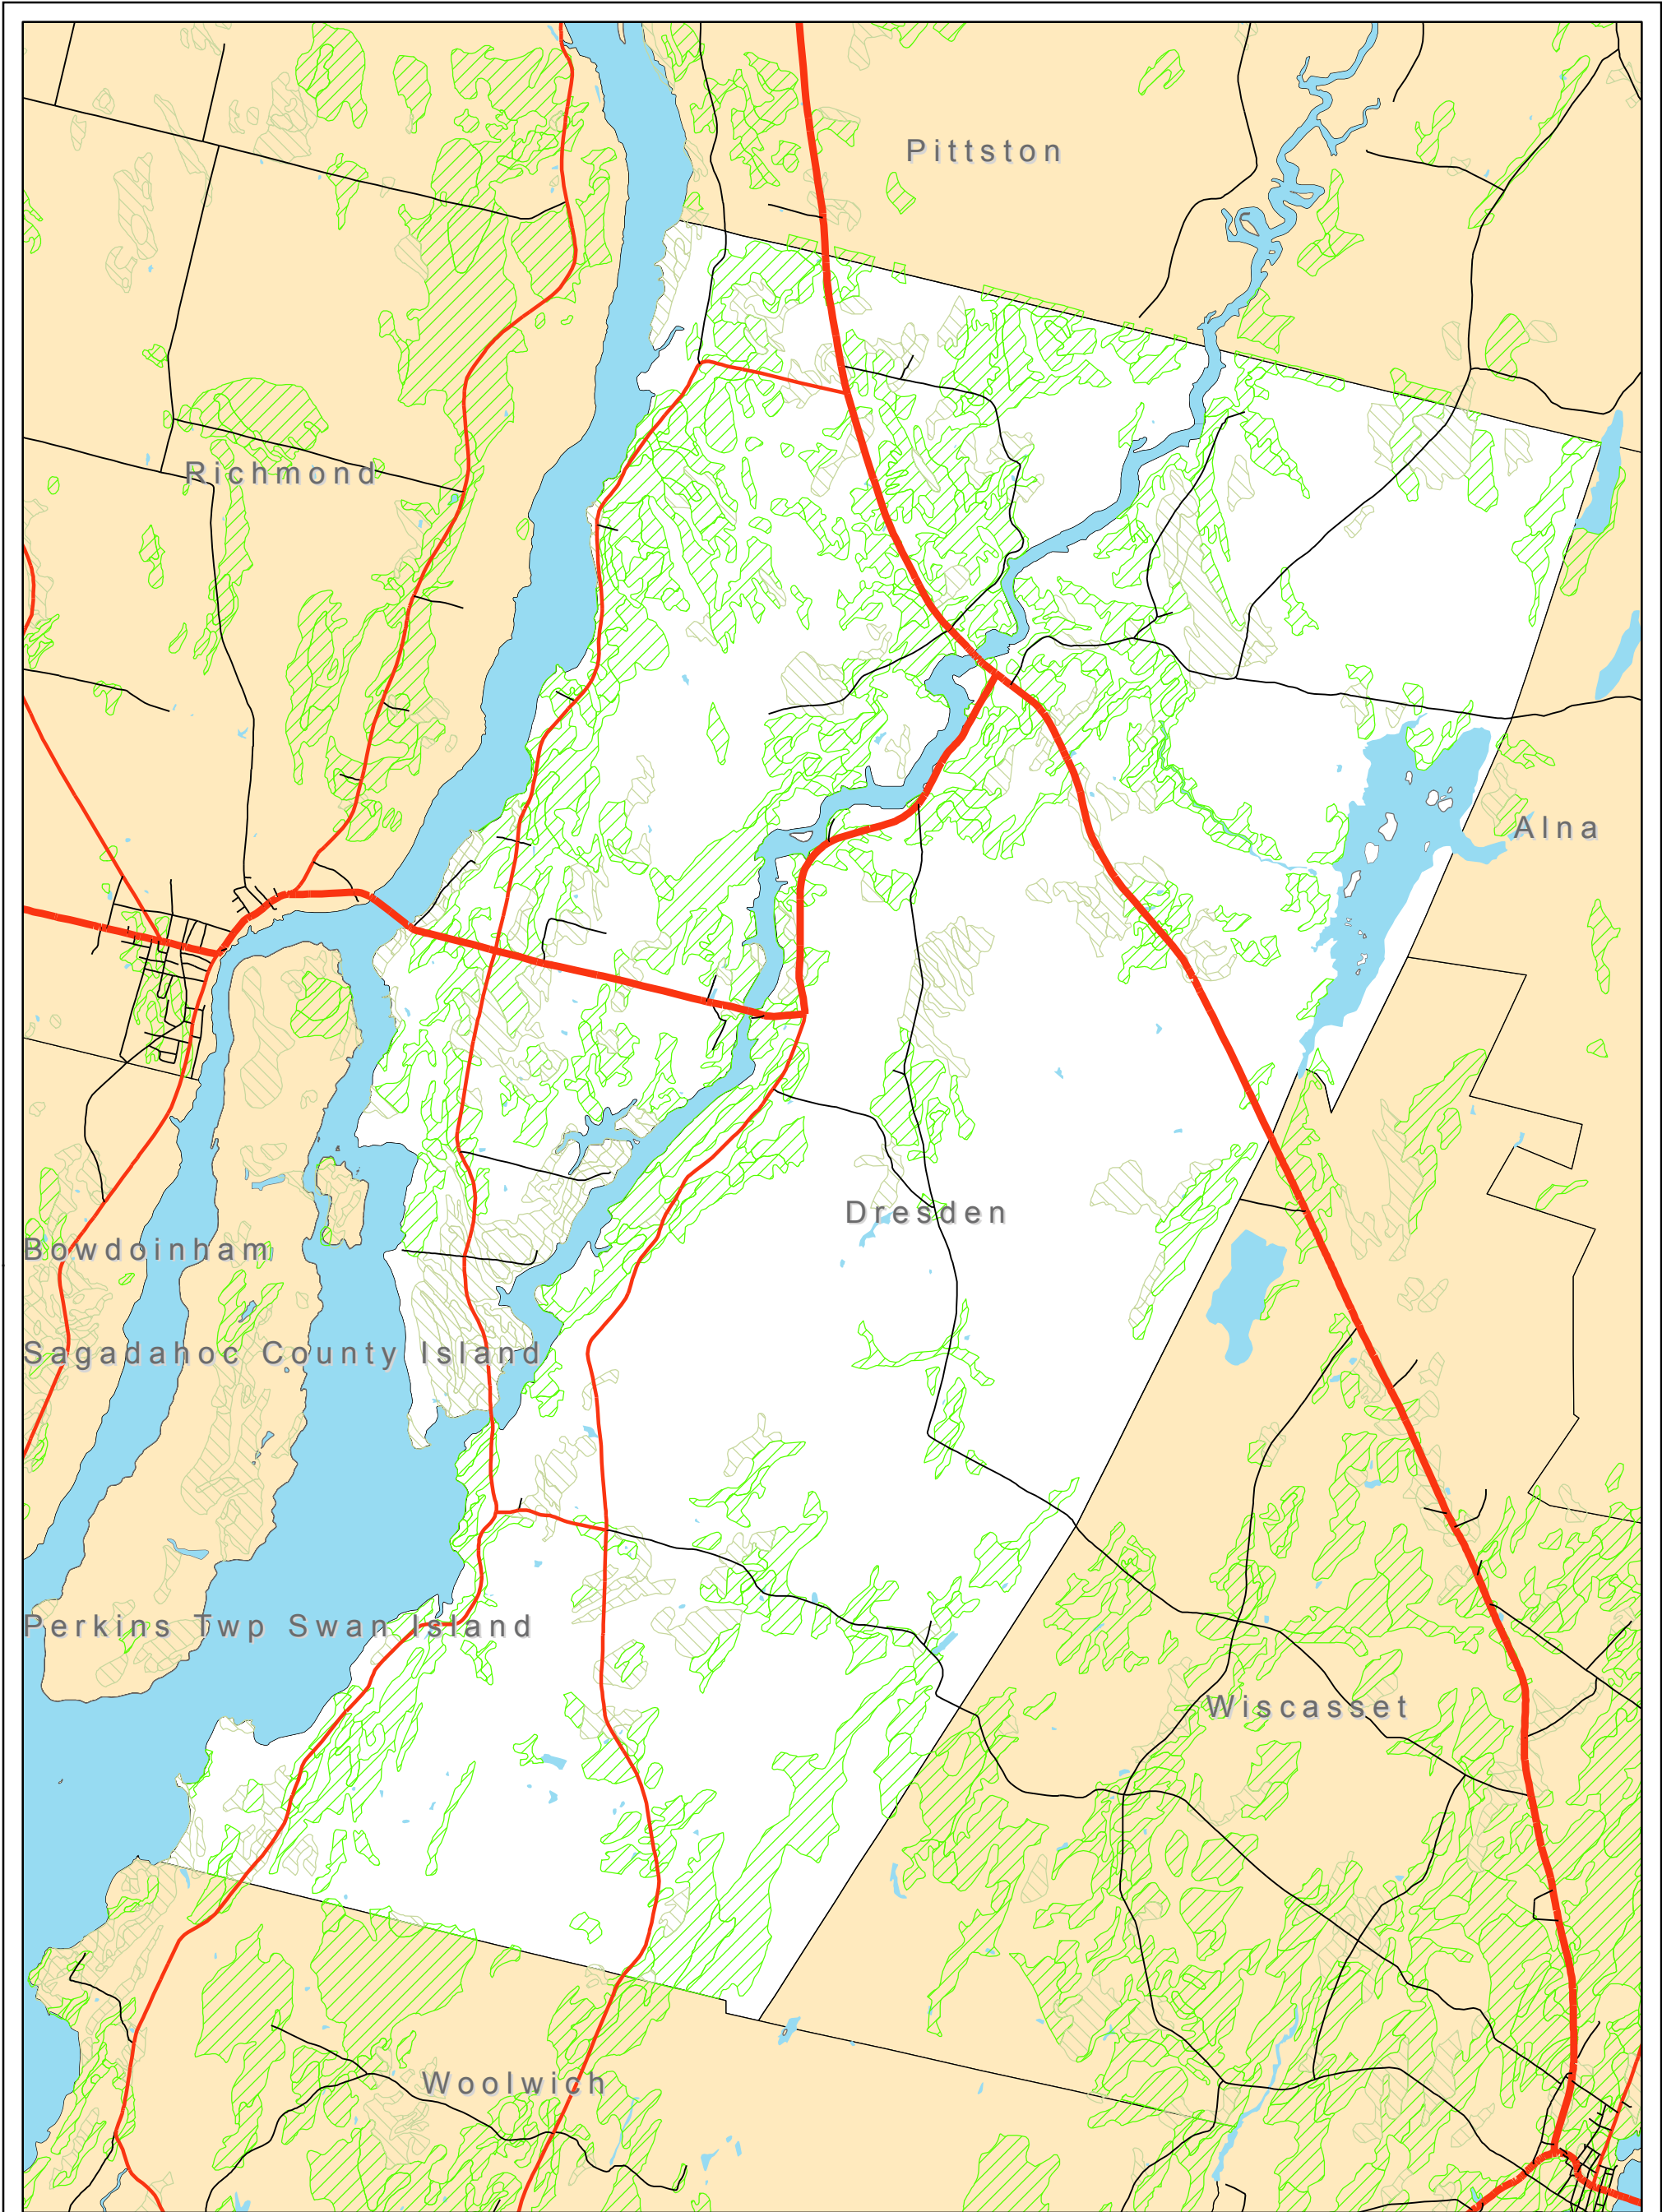 Pittston
Richmond
Alna
Dresden
Bowdoinham
Sagadahoc County Island
Perkins Twp Swan Island
Wiscasset
Woolwich